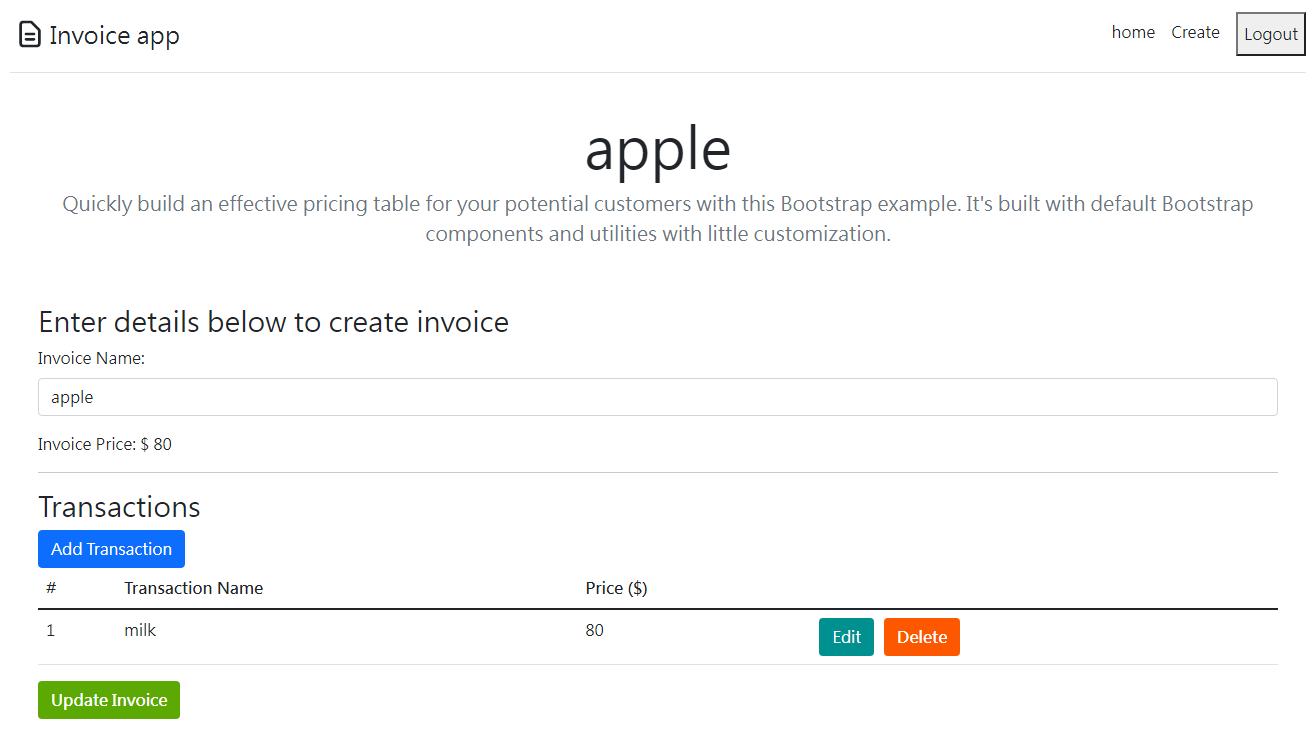 Invoice app
home Create Logout
apple
Quickly build an effective pricing table for your potential customers with this Bootstrap example. It's built with default Bootstrap
components and utilities with little customization.
Enter details below to create invoice
Invoice Name:
apple
Invoice Price: $ 80
Transactions
Add Transaction
# Transaction Name Price ($)
1 milk 80 Edit Delete
Update Invoice